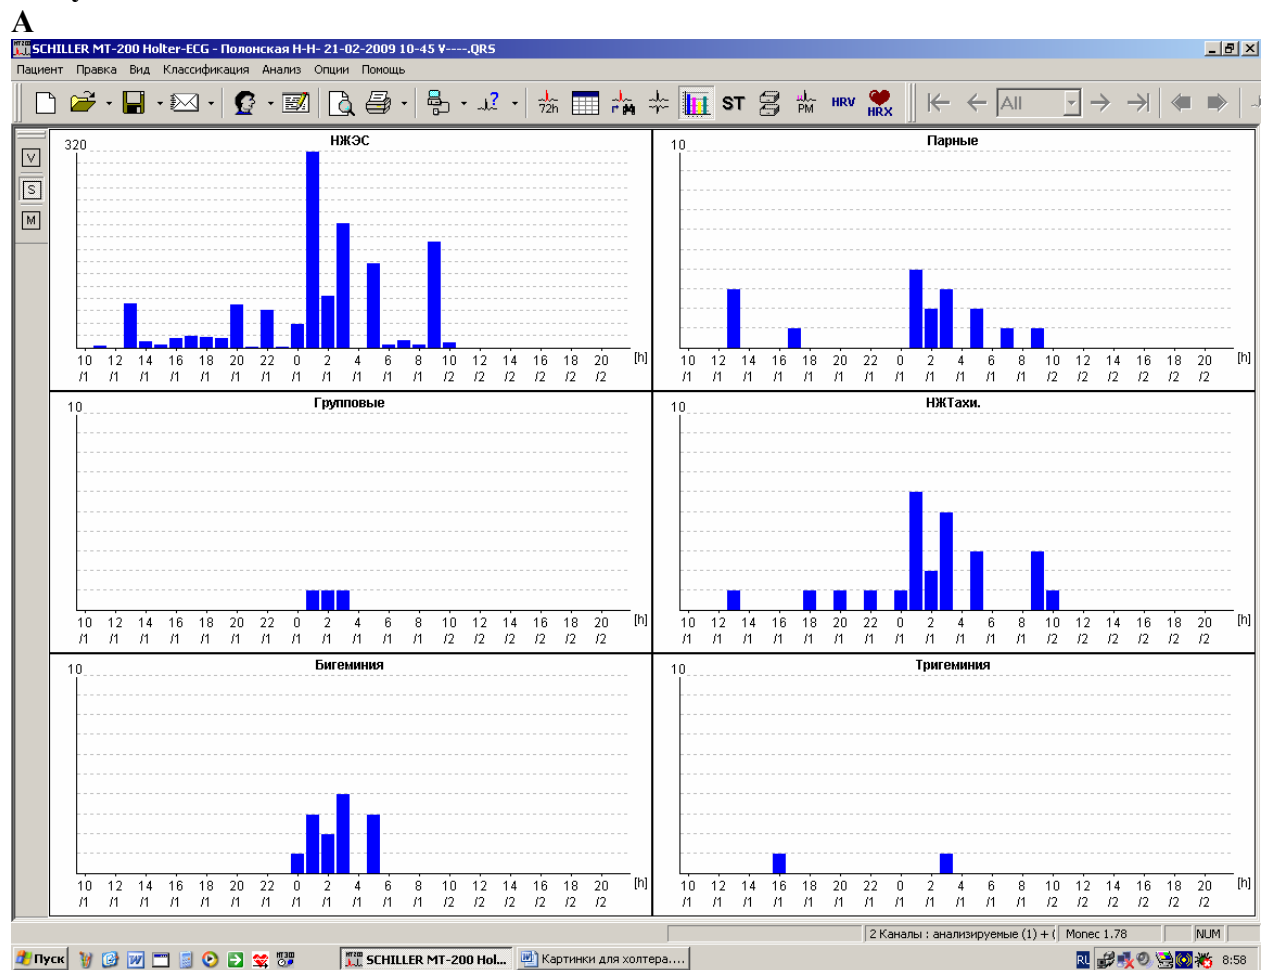 А
SCHILLER MT-200 Holter-ECG - Полонская Н-Н- 21-02-2009 10-45 V----.QRS
Пациент Правка Вид Классификация Анализ Опции Помощь
72h ST PM HRV HRX All
V
S
M
НЖЭС
320
10 12 14 16 18 20 22 0 2 4 6 8 10 12 14 16 18 20 [h]
/1 /1 /1 /1 /1 /1 /1 /1 /1 /1 /1 /1 /2 /2 /2 /2 /2 /2
Парные
10
10 12 14 16 18 20 22 0 2 4 6 8 10 12 14 16 18 20 [h]
/1 /1 /1 /1 /1 /1 /1 /1 /1 /1 /1 /1 /2 /2 /2 /2 /2 /2
Групповые
10
10 12 14 16 18 20 22 0 2 4 6 8 10 12 14 16 18 20 [h]
/1 /1 /1 /1 /1 /1 /1 /1 /1 /1 /1 /1 /2 /2 /2 /2 /2 /2
НЖТахи.
10
10 12 14 16 18 20 22 0 2 4 6 8 10 12 14 16 18 20 [h]
/1 /1 /1 /1 /1 /1 /1 /1 /1 /1 /1 /1 /2 /2 /2 /2 /2 /2
Бигеминия
10
10 12 14 16 18 20 22 0 2 4 6 8 10 12 14 16 18 20 [h]
/1 /1 /1 /1 /1 /1 /1 /1 /1 /1 /1 /1 /2 /2 /2 /2 /2 /2
Тригеминия
10
10 12 14 16 18 20 22 0 2 4 6 8 10 12 14 16 18 20 [h]
/1 /1 /1 /1 /1 /1 /1 /1 /1 /1 /1 /1 /2 /2 /2 /2 /2 /2
2 Каналы : анализируемые (1) + ( Monec 1.78 NUM
Пуск SCHILLER MT-200 Hol... Картинки для холтера.... RL 8:58